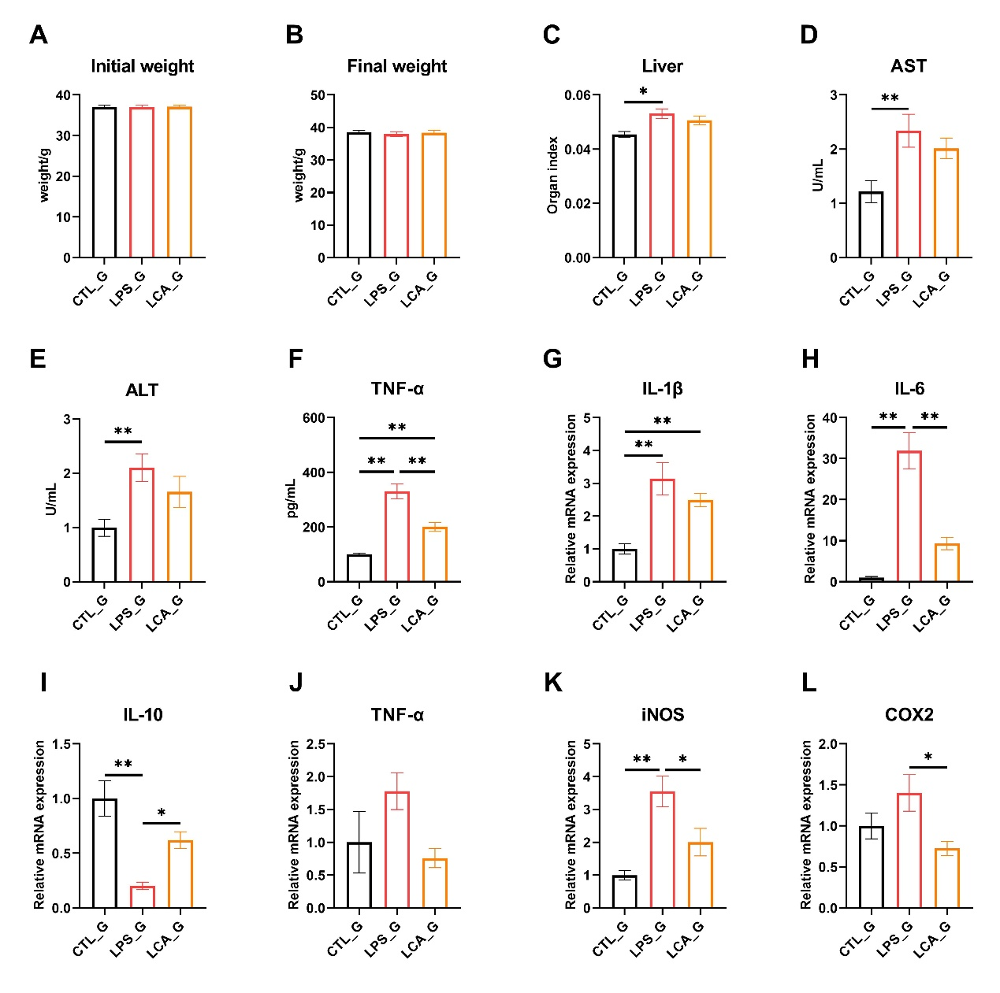 A
Initial weight
weight/g
40
30
20
10
0
CTL_G
LPS_G
LCA_G
B
Final weight
weight/g
50
40
30
20
10
0
CTL_G
LPS_G
LCA_G
C
Liver
Organ index
0.06
0.04
0.02
0.00
*
CTL_G
LPS_G
LCA_G
D
AST
U/mL
3
2
1
0
**
CTL_G
LPS_G
LCA_G
E
ALT
U/mL
3
2
1
0
**
CTL_G
LPS_G
LCA_G
F
TNF-α
pg/mL
600
400
200
0
**
** **
CTL_G
LPS_G
LCA_G
G
IL-1β
Relative mRNA expression
5
4
3
2
1
0
**
**
CTL_G
LPS_G
LCA_G
H
IL-6
Relative mRNA expression
40
30
20
10
0
** **
CTL_G
LPS_G
LCA_G
I
IL-10
Relative mRNA expression
1.5
1.0
0.5
0.0
**
*
CTL_G
LPS_G
LCA_G
J
TNF-α
Relative mRNA expression
2.5
2.0
1.5
1.0
0.5
0.0
CTL_G
LPS_G
LCA_G
K
iNOS
Relative mRNA expression
5
4
3
2
1
0
** *
CTL_G
LPS_G
LCA_G
L
COX2
Relative mRNA expression
2.0
1.5
1.0
0.5
0.0
*
CTL_G
LPS_G
LCA_G